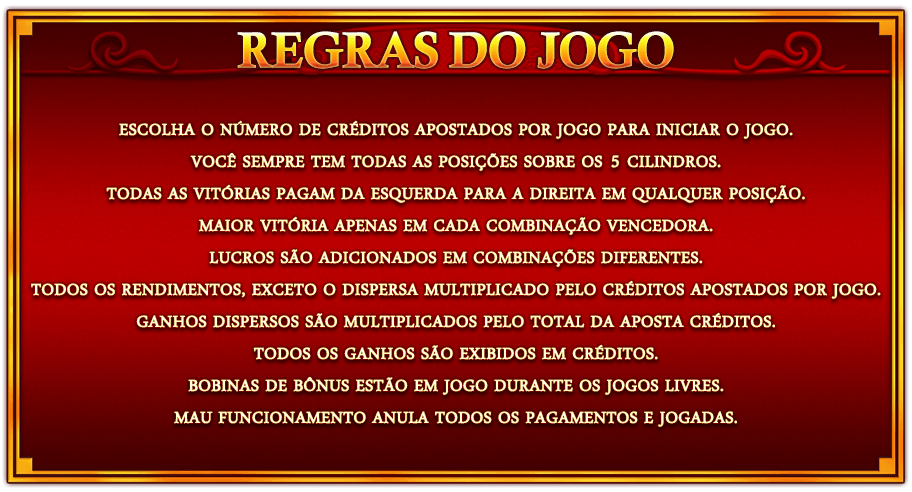 REGRAS DO JOGO
ESCOLHA O NÚMERO DE CRÉDITOS APOSTADOS POR JOGO PARA INICIAR O JOGO.
VOCÊ SEMPRE TEM TODAS AS POSIÇÕES SOBRE OS 5 CILINDROS.
TODAS AS VITÓRIAS PAGAM DA ESQUERDA PARA A DIREITA EM QUALQUER POSIÇÃO.
MAIOR VITÓRIA APENAS EM CADA COMBINAÇÃO VENCEDORA.
LUCROS SÃO ADICIONADOS EM COMBINAÇÕES DIFERENTES.
TODOS OS RENDIMENTOS, EXCETO O DISPERSA MULTIPLICADO PELO CRÉDITOS APOSTADOS POR JOGO.
GANHOS DISPERSOS SÃO MULTIPLICADOS PELO TOTAL DA APOSTA CRÉDITOS.
TODOS OS GANHOS SÃO EXIBIDOS EM CRÉDITOS.
BOBINAS DE BÔNUS ESTÃO EM JOGO DURANTE OS JOGOS LIVRES.
MAU FUNCIONAMENTO ANULA TODOS OS PAGAMENTOS E JOGADAS.